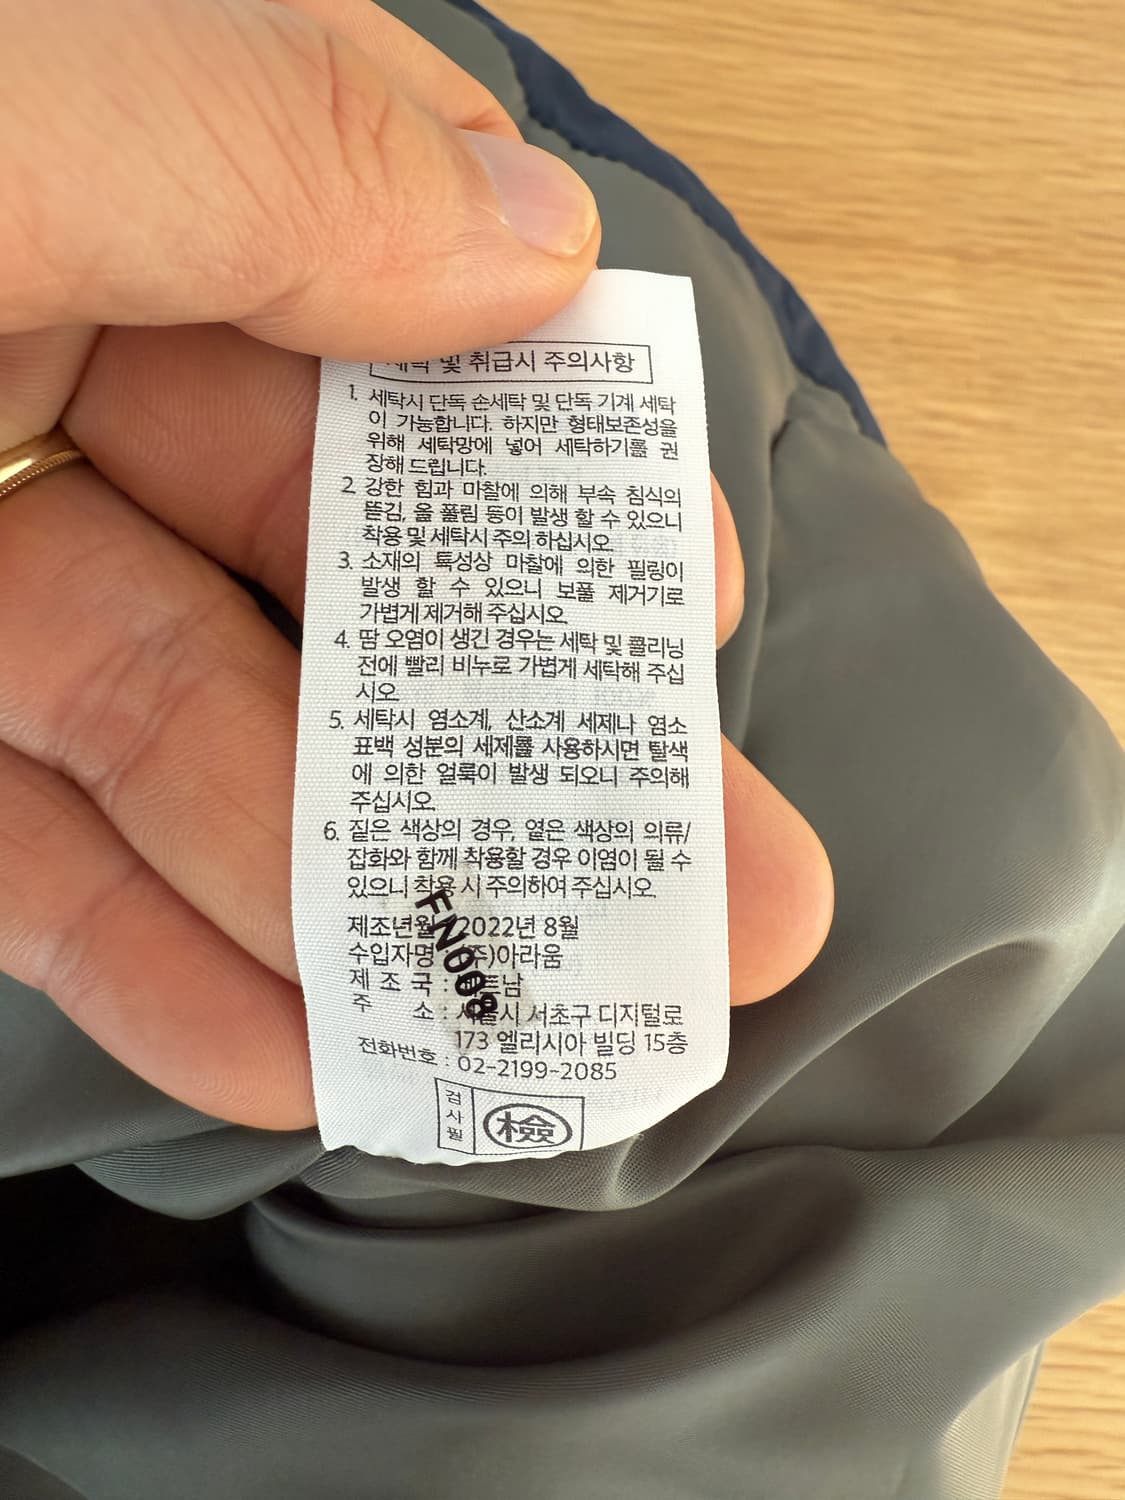 세탁 및 취급시 주의사항
1. 세탁시 단독 손세탁 및 단독 기계 세탁
이 가능합니다. 하지만 형태보존성을
위해 세탁망에 넣어 세탁하기를 권
장해 드립니다.
2. 강한 힘과 마찰에 의해 부속 침식의
뜯김, 올 풀림 등이 발생 할 수 있으니
착용 및 세탁시 주의 하십시오.
3. 소재의 특성상 마찰에 의한 필링이
발생 할 수 있으니 보풀 제거기로
가볍게 제거해 주십시오.
4. 땀 오염이 생긴 경우는 세탁 및 클리닝
전에 빨리 비누로 가볍게 세탁해 주십
시오.
5. 세탁시 염소계, 산소계 세제나 염소
표백 성분의 세제를 사용하시면 탈색
에 의한 얼룩이 발생 되오니 주의해
주십시오.
6. 짙은 색상의 경우, 옅은 색상의 의류/
잡화와 함께 착용할 경우 이염이 될 수
있으니 착용 시 주의하여 주십시오.
제조년월 2022년 8월
수입자명 (주)아라움
제 조 국 : 베트남
주 소 : 서울시 서초구 디지털로
173 엘리시아 빌딩 15층
전화번호 : 02-2199-2085
FN008
검사필
檢